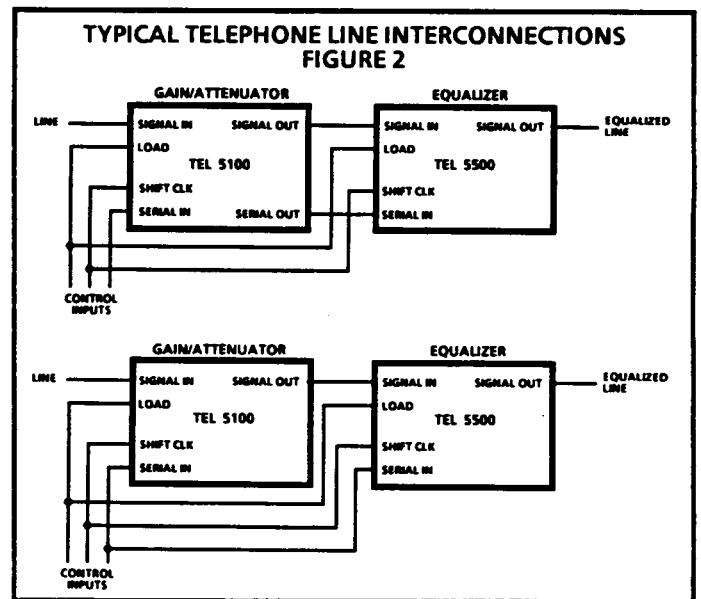 TYPICAL TELEPHONE LINE INTERCONNECTIONS
FIGURE 2
GAIN/ATTENUATOR
EQUALIZER
LINE
SIGNAL IN
SIGNAL OUT
SIGNAL IN
SIGNAL OUT
EQUALIZED
LINE
LOAD
LOAD
TEL 5100
TEL 5500
SHIFT CLK
SHIFT CLK
SERIAL IN
SERIAL OUT
SERIAL IN
CONTROL
INPUTS
GAIN/ATTENUATOR
EQUALIZER
LINE
SIGNAL IN
SIGNAL OUT
SIGNAL IN
SIGNAL OUT
EQUALIZED
LINE
LOAD
LOAD
TEL 5100
TEL 5500
SHIFT CLK
SHIFT CLK
SERIAL IN
SERIAL IN
CONTROL
INPUTS